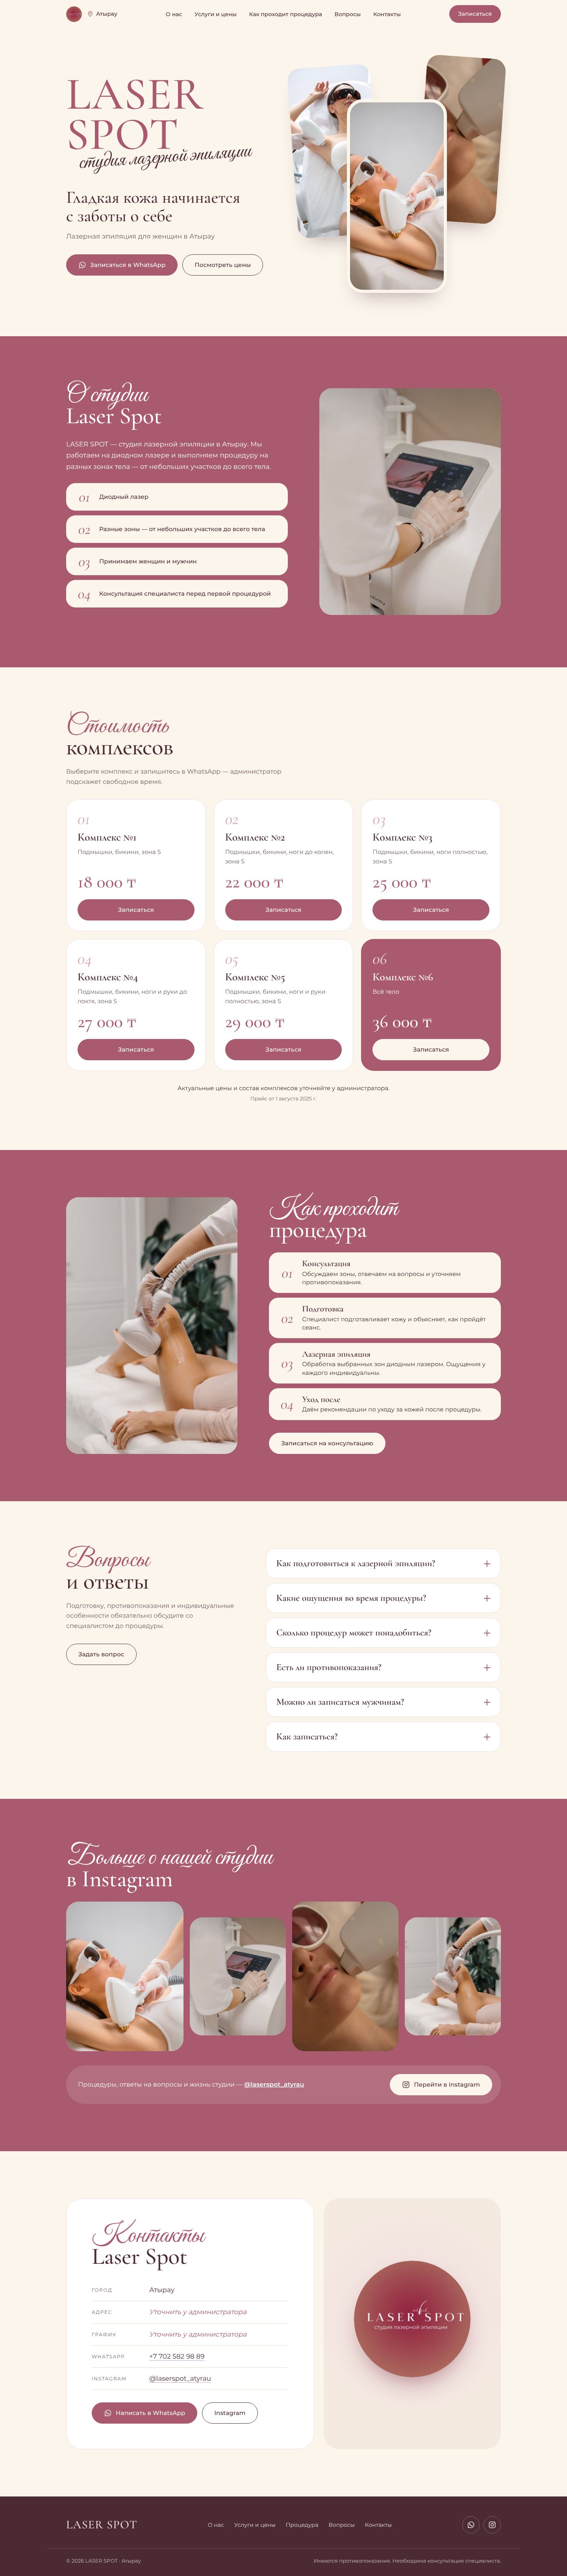 Атырау
О нас
Услуги и цены
Как проходит процедура
Вопросы
Контакты
Записаться
LASER
SPOT
студия лазерной эпиляции
Гладкая кожа начинается
с заботы о себе
Лазерная эпиляция для женщин в Атырау
Записаться в WhatsApp
Посмотреть цены
О студии
Laser Spot
LASER SPOT — студия лазерной эпиляции в Атырау. Мы
работаем на диодном лазере и выполняем процедуру на
разных зонах тела — от небольших участков до всего тела.
01 Диодный лазер
02 Разные зоны — от небольших участков до всего тела
03 Принимаем женщин и мужчин
04 Консультация специалиста перед первой процедурой
Стоимость
комплексов
Выберите комплекс и запишитесь в WhatsApp — администратор
подскажет свободное время.
01
Комплекс №1
Подмышки, бикини, зона S
18 000 ₸
Записаться
02
Комплекс №2
Подмышки, бикини, ноги до колен,
зона S
22 000 ₸
Записаться
03
Комплекс №3
Подмышки, бикини, ноги полностью,
зона S
25 000 ₸
Записаться
04
Комплекс №4
Подмышки, бикини, ноги и руки до
локтя, зона S
27 000 ₸
Записаться
05
Комплекс №5
Подмышки, бикини, ноги и руки
полностью, зона S
29 000 ₸
Записаться
06
Комплекс №6
Всё тело
36 000 ₸
Записаться
Актуальные цены и состав комплексов уточняйте у администратора.
Прайс от 1 августа 2025 г.
Как проходит
процедура
01
Консультация
Обсуждаем зоны, отвечаем на вопросы и уточняем
противопоказания.
02
Подготовка
Специалист подготавливает кожу и объясняет, как пройдёт
сеанс.
03
Лазерная эпиляция
Обработка выбранных зон диодным лазером. Ощущения у
каждого индивидуальны.
04
Уход после
Даём рекомендации по уходу за кожей после процедуры.
Записаться на консультацию
Вопросы
и ответы
Подготовку, противопоказания и индивидуальные
особенности обязательно обсудите со
специалистом до процедуры.
Задать вопрос
Как подготовиться к лазерной эпиляции?
Какие ощущения во время процедуры?
Сколько процедур может понадобиться?
Есть ли противопоказания?
Можно ли записаться мужчинам?
Как записаться?
Больше о нашей студии
в Instagram
Процедуры, ответы на вопросы и жизнь студии — @laserspot_atyrau
Перейти в Instagram
Контакты
Laser Spot
ГОРОД Атырау
АДРЕС Уточнить у администратора
ГРАФИК Уточнить у администратора
WHATSAPP +7 702 582 98 89
INSTAGRAM @laserspot_atyrau
Написать в WhatsApp
Instagram
LASER SPOT
студия лазерной эпиляции
LASER SPOT
О нас
Услуги и цены
Процедура
Вопросы
Контакты
© 2026 LASER SPOT · Атырау
Имеются противопоказания. Необходима консультация специалиста.